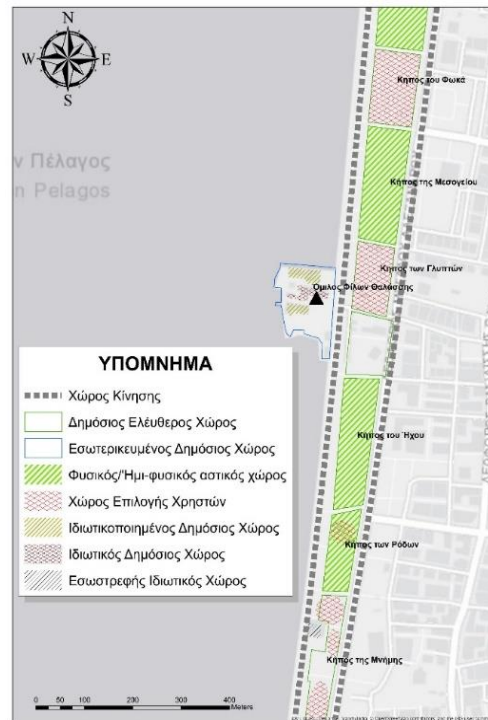 N
W E
S
Κήπος του Φωκά
ν Πέλαγος
n Pelagos
Κήπος της Μεσογείου
Κήπος των Γλυπτών
Όμιλος Φίλων Θαλάσσης
ΥΠΟΜΝΗΜΑ
Χώρος Κίνησης
Δημόσιος Ελεύθερος Χώρος
Εσωτερικευμένος Δημόσιος Χώρος
Φυσικός/Ήμι-φυσικός αστικός χώρος
Χώρος Επιλογής Χρηστών
Ιδιωτικοποιημένος Δημόσιος Χώρος
Ιδιωτικός Δημόσιος Χώρος
Εσωστρεφής Ιδιωτικός Χώρος
Κήπος του Ήχου
Κήπος των Ρόδων
Κήπος της Μνήμης
0 50 100 200 300 400
Meters